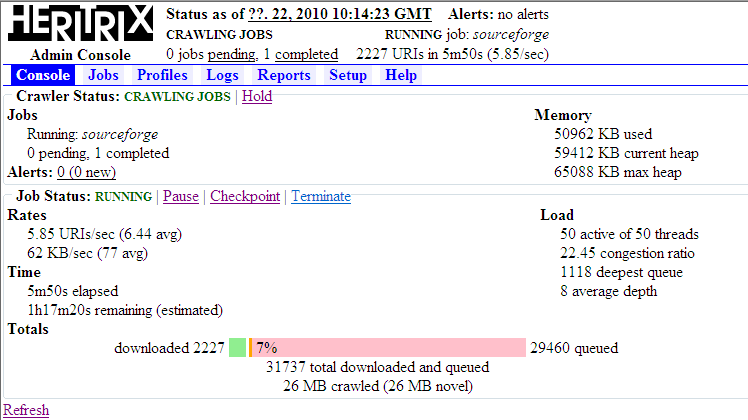 HERITRIX
Status as of ??. 22, 2010 10:14:23 GMT Alerts: no alerts
CRAWLING JOBS RUNNING job: sourceforge
Admin Console 0 jobs pending, 1 completed 2227 URIs in 5m50s (5.85/sec)
Console Jobs Profiles Logs Reports Setup Help
Crawler Status: CRAWLING JOBS | Hold
Jobs Memory
Running: sourceforge 50962 KB used
0 pending, 1 completed 59412 KB current heap
Alerts: 0 (0 new) 65088 KB max heap
Job Status: RUNNING | Pause | Checkpoint | Terminate
Rates Load
5.85 URIs/sec (6.44 avg) 50 active of 50 threads
62 KB/sec (77 avg) 22.45 congestion ratio
Time 1118 deepest queue
5m50s elapsed 8 average depth
1h17m20s remaining (estimated)
Totals
downloaded 2227 7% 29460 queued
31737 total downloaded and queued
26 MB crawled (26 MB novel)
Refresh